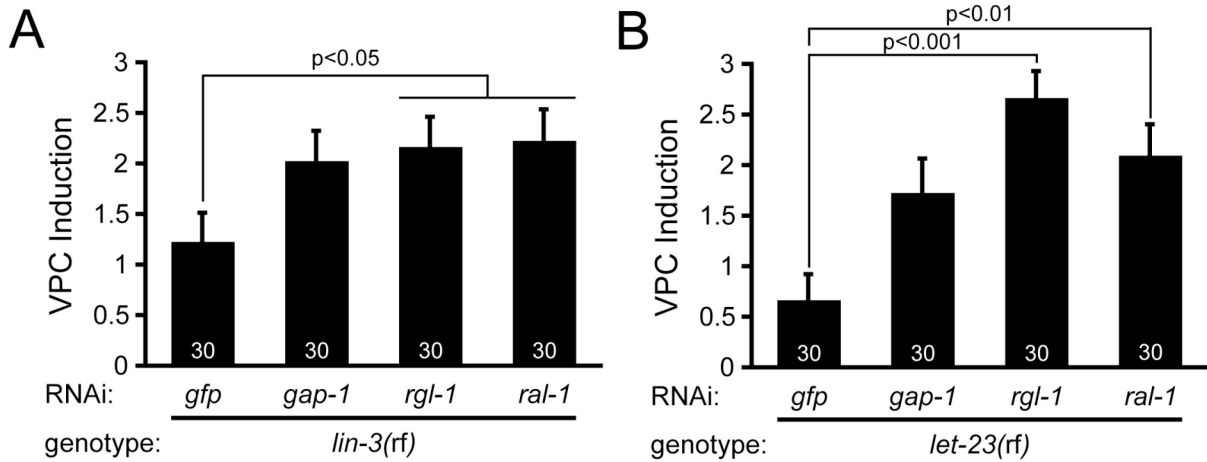 A
p<0.05
VPC Induction
3
2.5
2
1.5
1
0.5
0
30 30 30 30
RNAi: gfp gap-1 rgl-1 ral-1
genotype: lin-3(rf)
B
p<0.01
p<0.001
VPC Induction
3
2.5
2
1.5
1
0.5
0
30 30 30 30
RNAi: gfp gap-1 rgl-1 ral-1
genotype: let-23(rf)